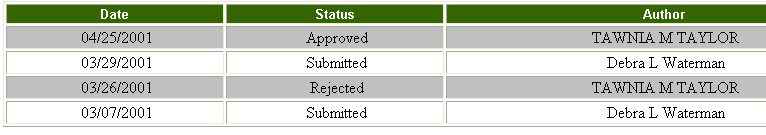 Date Status Author
04/25/2001 Approved TAWNIA M TAYLOR
03/29/2001 Submitted Debra L Waterman
03/26/2001 Rejected TAWNIA M TAYLOR
03/07/2001 Submitted Debra L Waterman